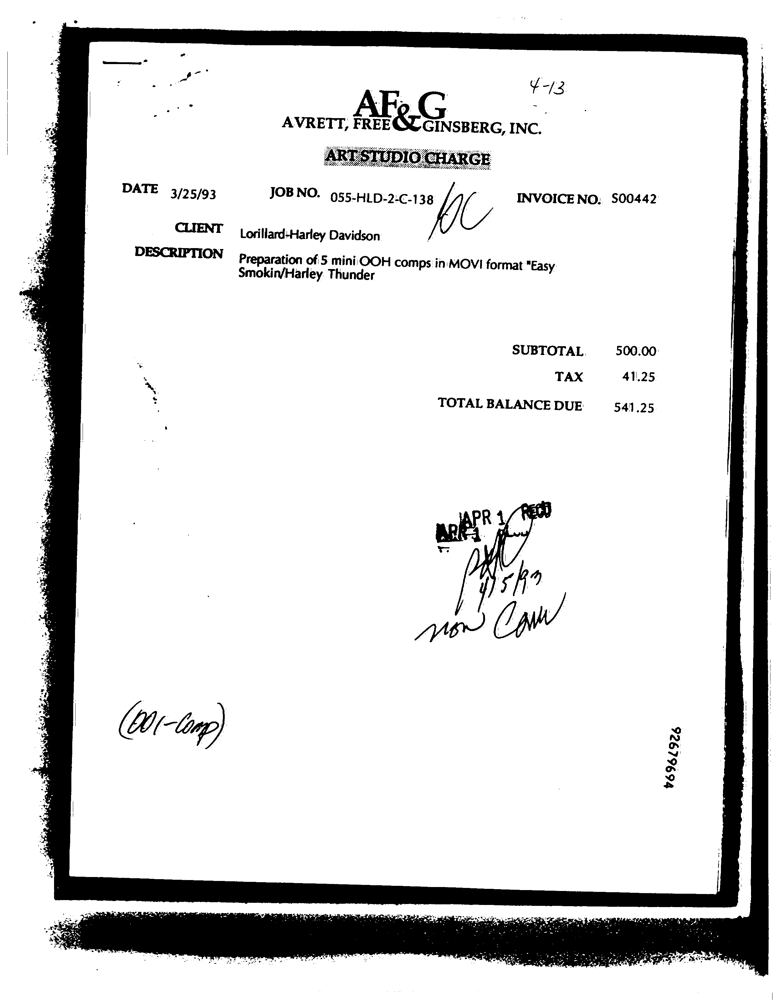 4-13
AF&G
AVRETT, FREE & GINSBERG, INC.
ART STUDIO CHARGE
DATE 3/25/93 JOB NO. 055-HLD-2-C-138 INVOICE NO. S00442
CLIENT Lorillard-Harley Davidson
DESCRIPTION Preparation of 5 mini OOH comps in MOVI format "Easy
Smokin/Harley Thunder
SUBTOTAL 500.00
TAX 41.25
TOTAL BALANCE DUE 541.25
APR 1 RECD
APR 1
4/5/93
non Com
(001-Comp)
92679694